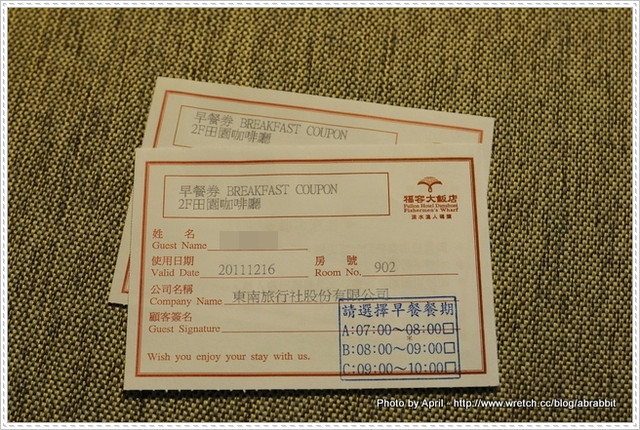 早餐券 BREAKFAST COUPON
2F田園咖啡廳
早餐券 BREAKFAST COUPON
2F田園咖啡廳
福容大飯店
Fullon Hotel Danshuei
Fishermen's Wharf
淡水漁人碼頭
姓 名
Guest Name
使用日期
Valid Date 20111216
房 號
Room No. 902
公司名稱
Company Name 東南旅行社股份有限公司
顧客簽名
Guest Signature
Wish you enjoy your stay with us.
請選擇早餐餐期
A:07:00~08:00□
B:08:00~09:00□
C:09:00~10:00□
Photo by April - http://www.wretch.cc/blog/abrabbit